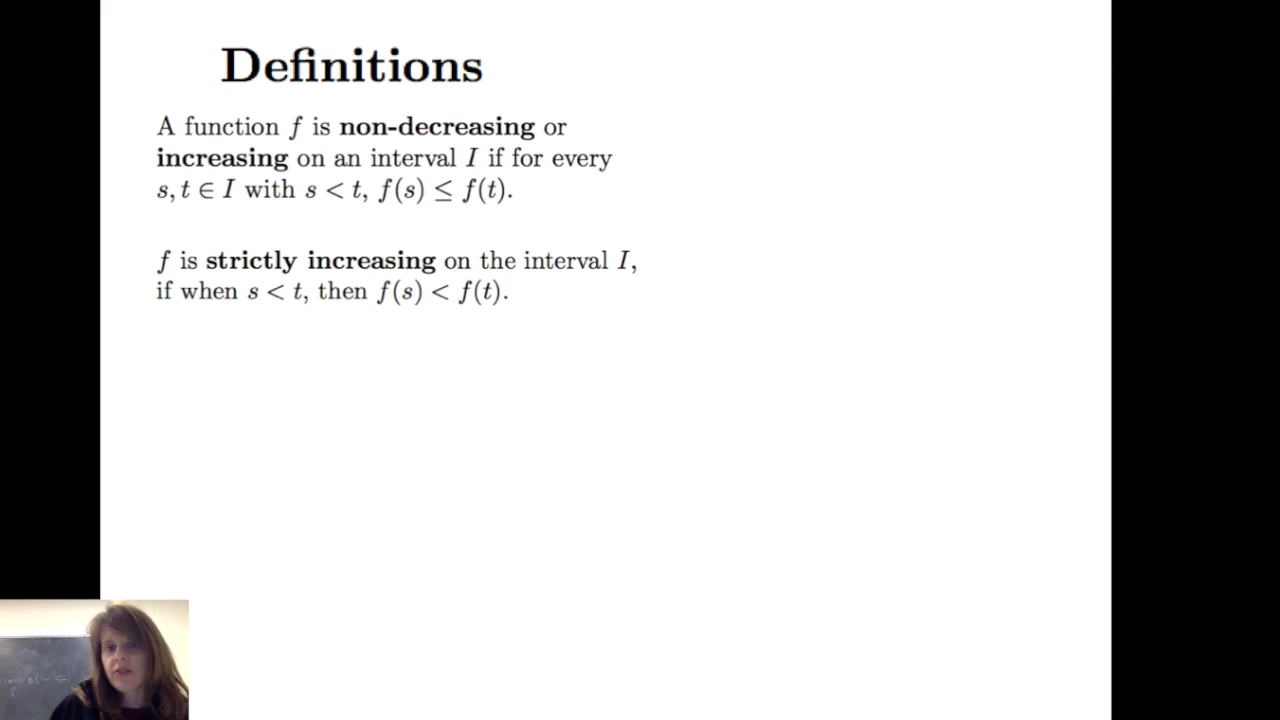 Definitions
A function f is non-decreasing or
increasing on an interval I if for every
s, t ∈ I with s < t, f(s) ≤ f(t).
f is strictly increasing on the interval I,
if when s < t, then f(s) < f(t).